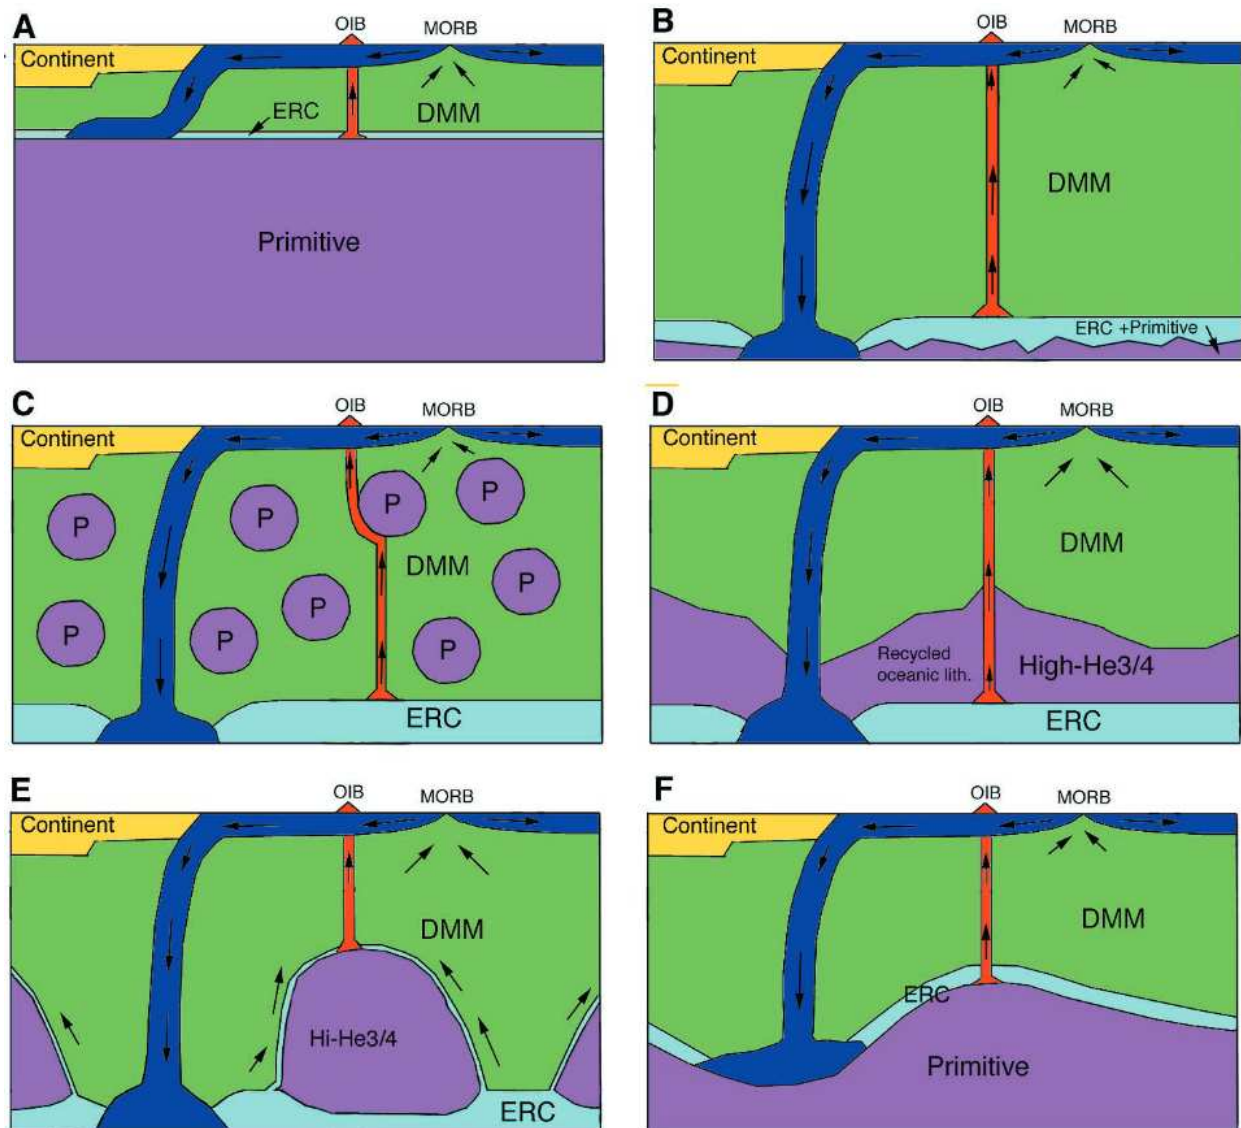 A
OIB
MORB
Continent
ERC
DMM
Primitive
B
OIB
MORB
DMM
ERC +Primitive
C
OIB
MORB
Continent
P
P
P
P
P
P
P
P
P
DMM
ERC
D
OIB
MORB
Continent
DMM
Recycled
oceanic lith.
High-He3/4
ERC
E
OIB
MORB
Continent
DMM
Hi-He3/4
ERC
F
OIB
MORB
Continent
DMM
ERC
Primitive